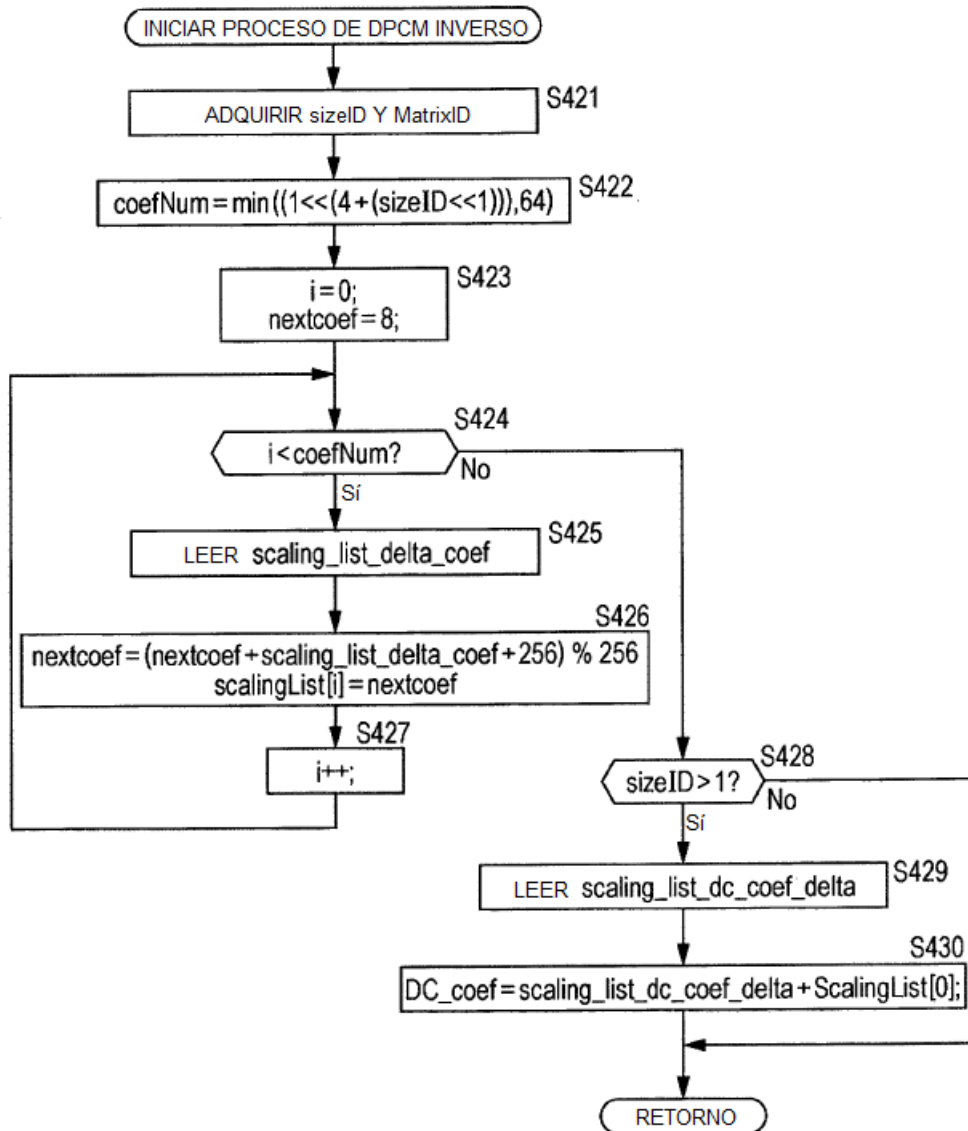 INICIAR PROCESO DE DPCM INVERSO
S421
ADQUIRIR sizeID Y MatrixID
S422
coefNum=min((1<<(4+(sizeID<<1))),64)
S423
i=0;
nextcoef=8;
S424
i<coefNum?
No
Sí
S425
LEER scaling_list_delta_coef
S426
nextcoef=(nextcoef+scaling_list_delta_coef+256) % 256
scalingList[i]=nextcoef
S427
i++;
S428
sizeID>1?
No
Sí
S429
LEER scaling_list_dc_coef_delta
S430
DC_coef=scaling_list_dc_coef_delta+ScalingList[0];
RETORNO